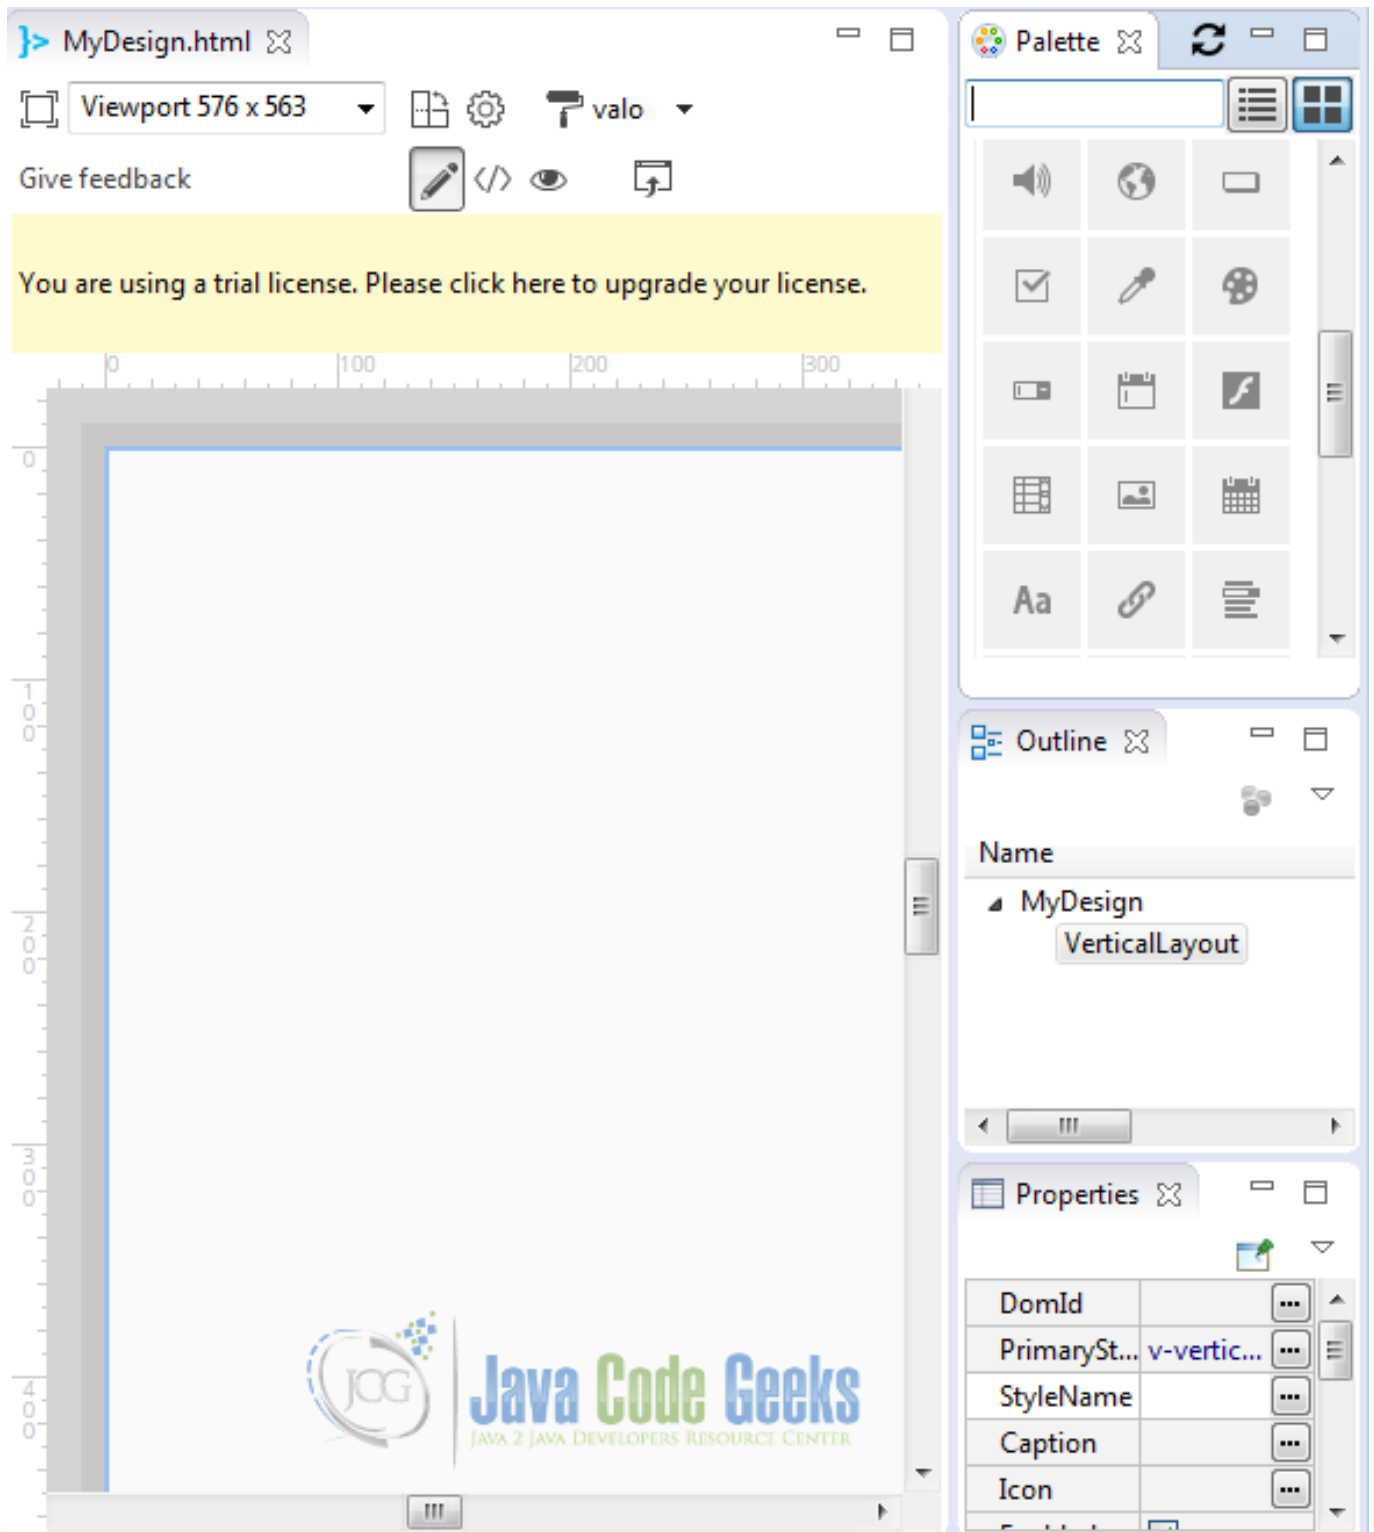 MyDesign.html
Viewport 576 x 563
valo
Give feedback
You are using a trial license. Please click here to upgrade your license.
0 100 200 300
0
100
200
300
400
JCG
Java Code Geeks
JAVA 2 JAVA DEVELOPERS RESOURCE CENTER
Palette
Aa
Outline
Name
MyDesign
VerticalLayout
Properties
DomId
PrimarySt... v-vertic...
StyleName
Caption
Icon